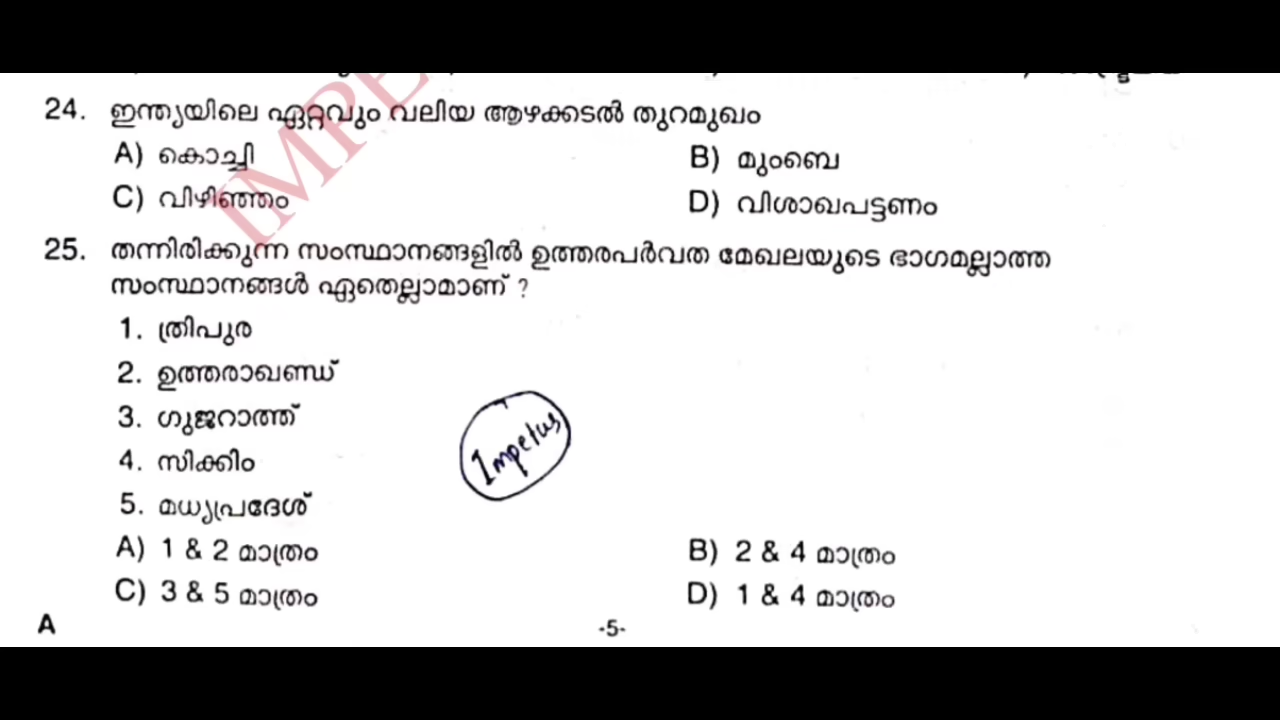 24. ഇന്ത്യയിലെ ഏറ്റവും വലിയ ആഴക്കടൽ തുറമുഖം
A) കൊച്ചി B) മുംബെ
C) വിഴിഞ്ഞം D) വിശാഖപട്ടണം
25. തന്നിരിക്കുന്ന സംസ്ഥാനങ്ങളിൽ ഉത്തരപർവത മേഖലയുടെ ഭാഗമല്ലാത്ത
സംസ്ഥാനങ്ങൾ ഏതെല്ലാമാണ് ?
1. ത്രിപുര
2. ഉത്തരാഖണ്ഡ്
3. ഗുജറാത്ത്
4. സിക്കിം
Impetus
5. മധ്യപ്രദേശ്
A) 1 & 2 മാത്രം B) 2 & 4 മാത്രം
C) 3 & 5 മാത്രം D) 1 & 4 മാത്രം
A -5-
IMPE